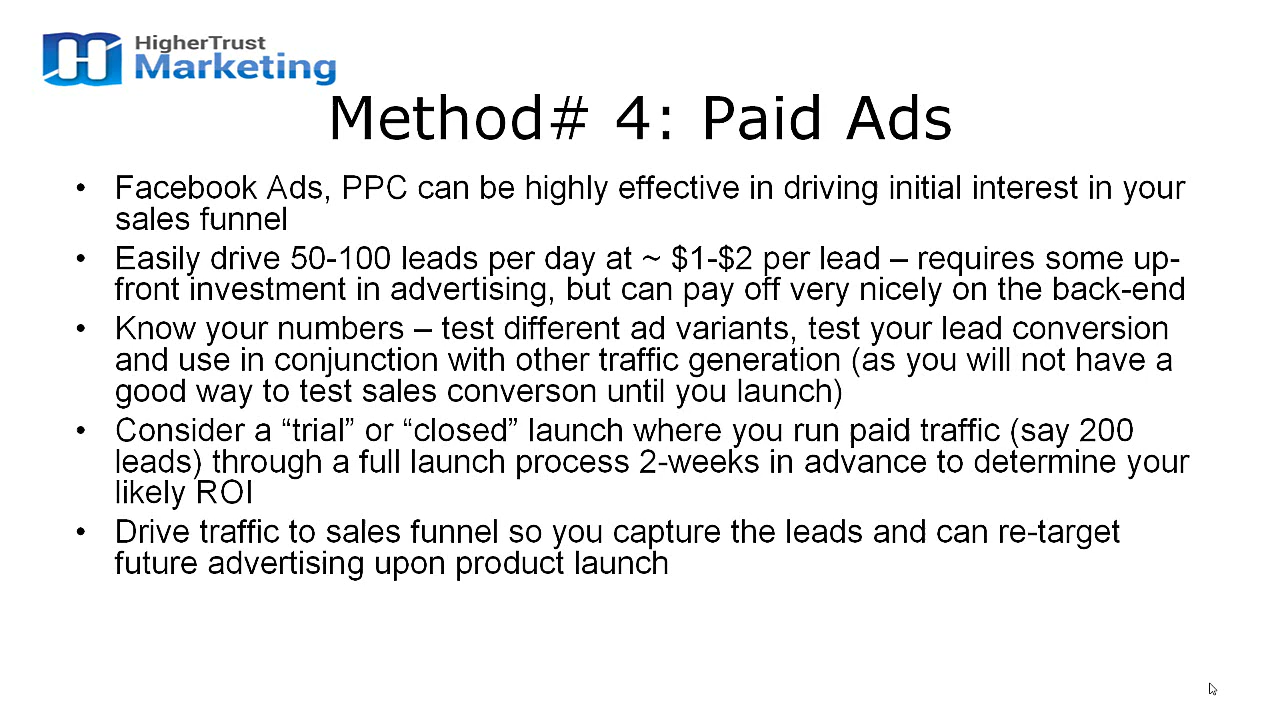 HigherTrust
Marketing
Method# 4: Paid Ads
• Facebook Ads, PPC can be highly effective in driving initial interest in your
sales funnel
• Easily drive 50-100 leads per day at ~ $1-$2 per lead – requires some up-
front investment in advertising, but can pay off very nicely on the back-end
• Know your numbers – test different ad variants, test your lead conversion
and use in conjunction with other traffic generation (as you will not have a
good way to test sales converson until you launch)
• Consider a “trial” or “closed” launch where you run paid traffic (say 200
leads) through a full launch process 2-weeks in advance to determine your
likely ROI
• Drive traffic to sales funnel so you capture the leads and can re-target
future advertising upon product launch